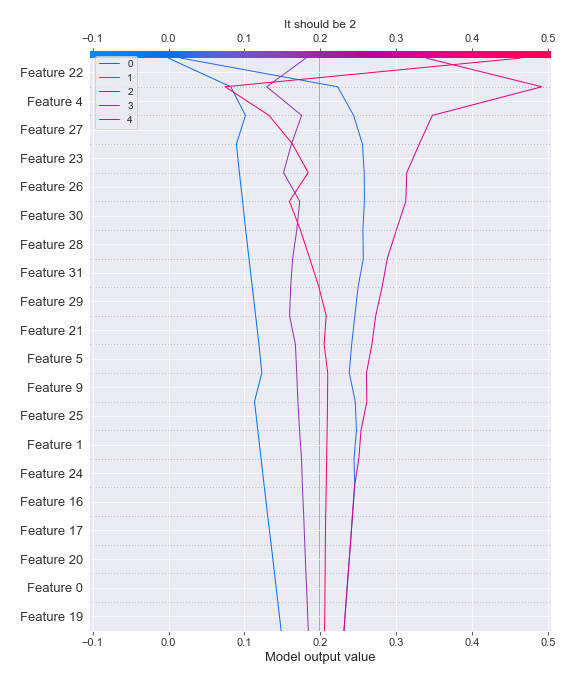 It should be 2
−0.1 0.0 0.1 0.2 0.3 0.4 0.5
0
1
2
3
4
Feature 22
Feature 4
Feature 27
Feature 23
Feature 26
Feature 30
Feature 28
Feature 31
Feature 29
Feature 21
Feature 5
Feature 9
Feature 25
Feature 1
Feature 24
Feature 16
Feature 17
Feature 20
Feature 0
Feature 19
−0.1 0.0 0.1 0.2 0.3 0.4 0.5
Model output value